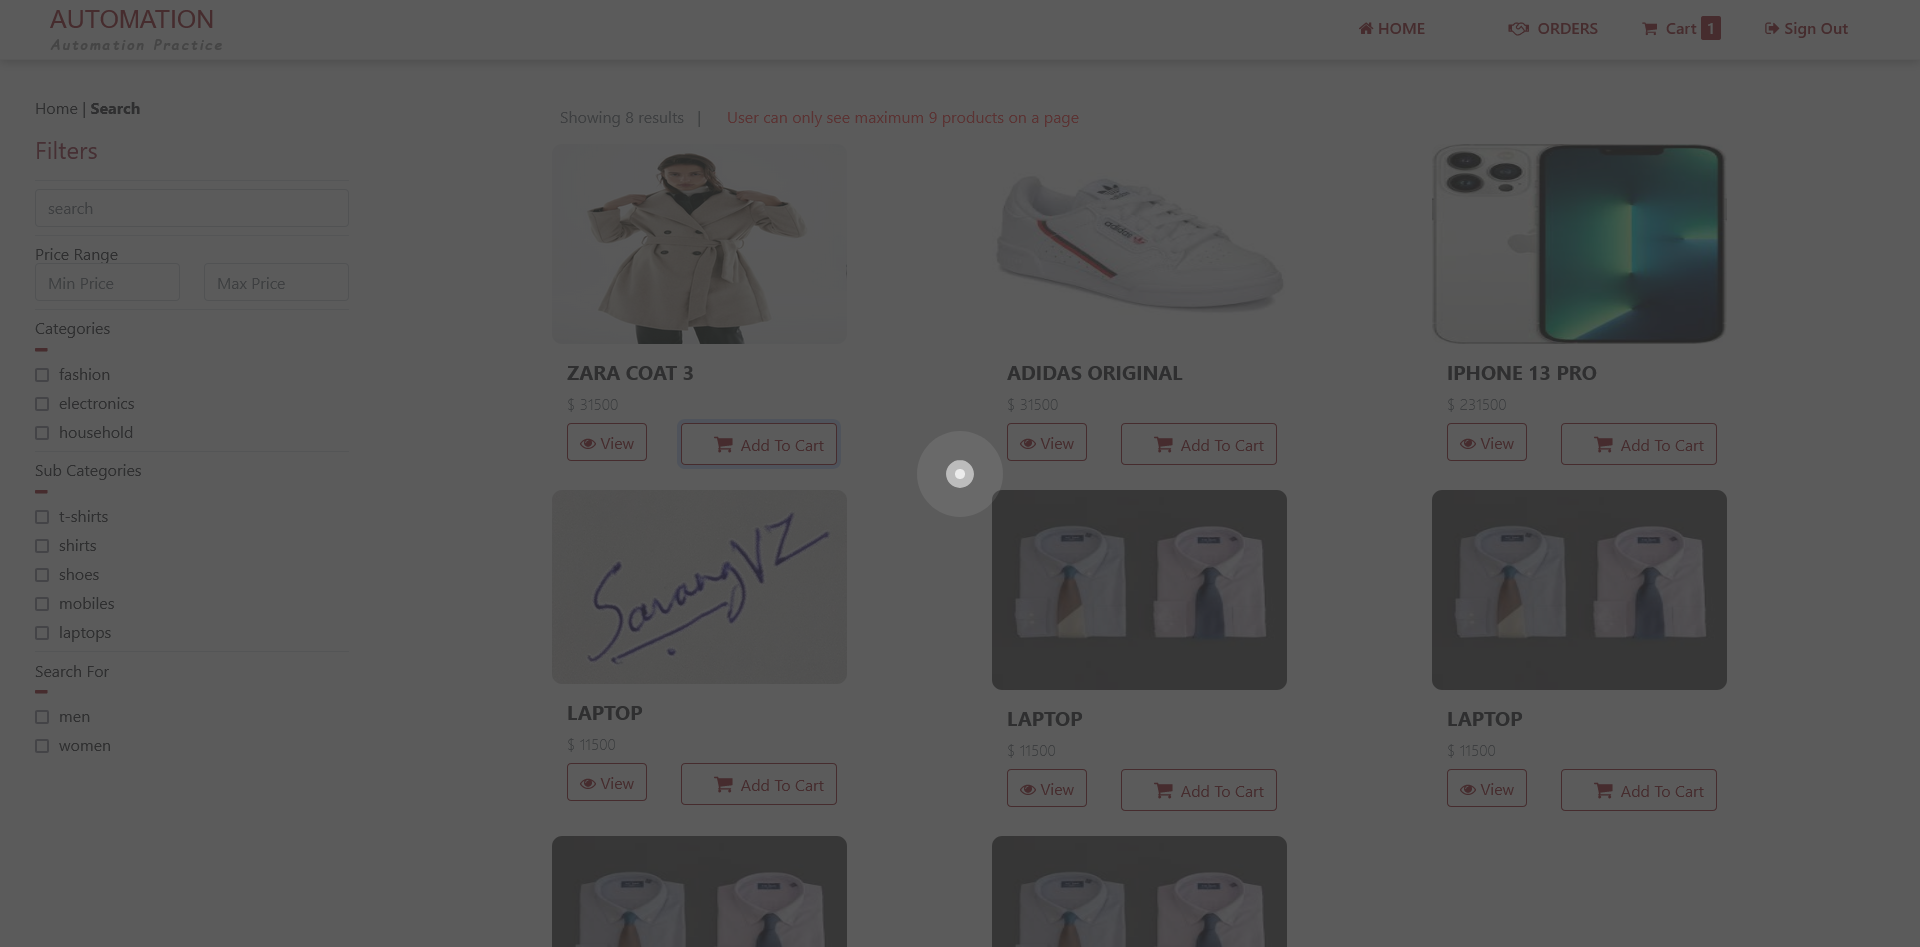 AUTOMATION
Automation Practice
HOME
ORDERS
Cart 1
Sign Out
Home | Search
Filters
search
Price Range
Min Price
Max Price
Categories
fashion
electronics
household
Sub Categories
t-shirts
shirts
shoes
mobiles
laptops
Search For
men
women
Showing 8 results |
User can only see maximum 9 products on a page
adidas
ZARA COAT 3
$ 31500
View
Add To Cart
ADIDAS ORIGINAL
$ 31500
View
Add To Cart
IPHONE 13 PRO
$ 231500
View
Add To Cart
SarangVZ
LAPTOP
$ 11500
View
Add To Cart
LAPTOP
$ 11500
View
Add To Cart
LAPTOP
$ 11500
View
Add To Cart